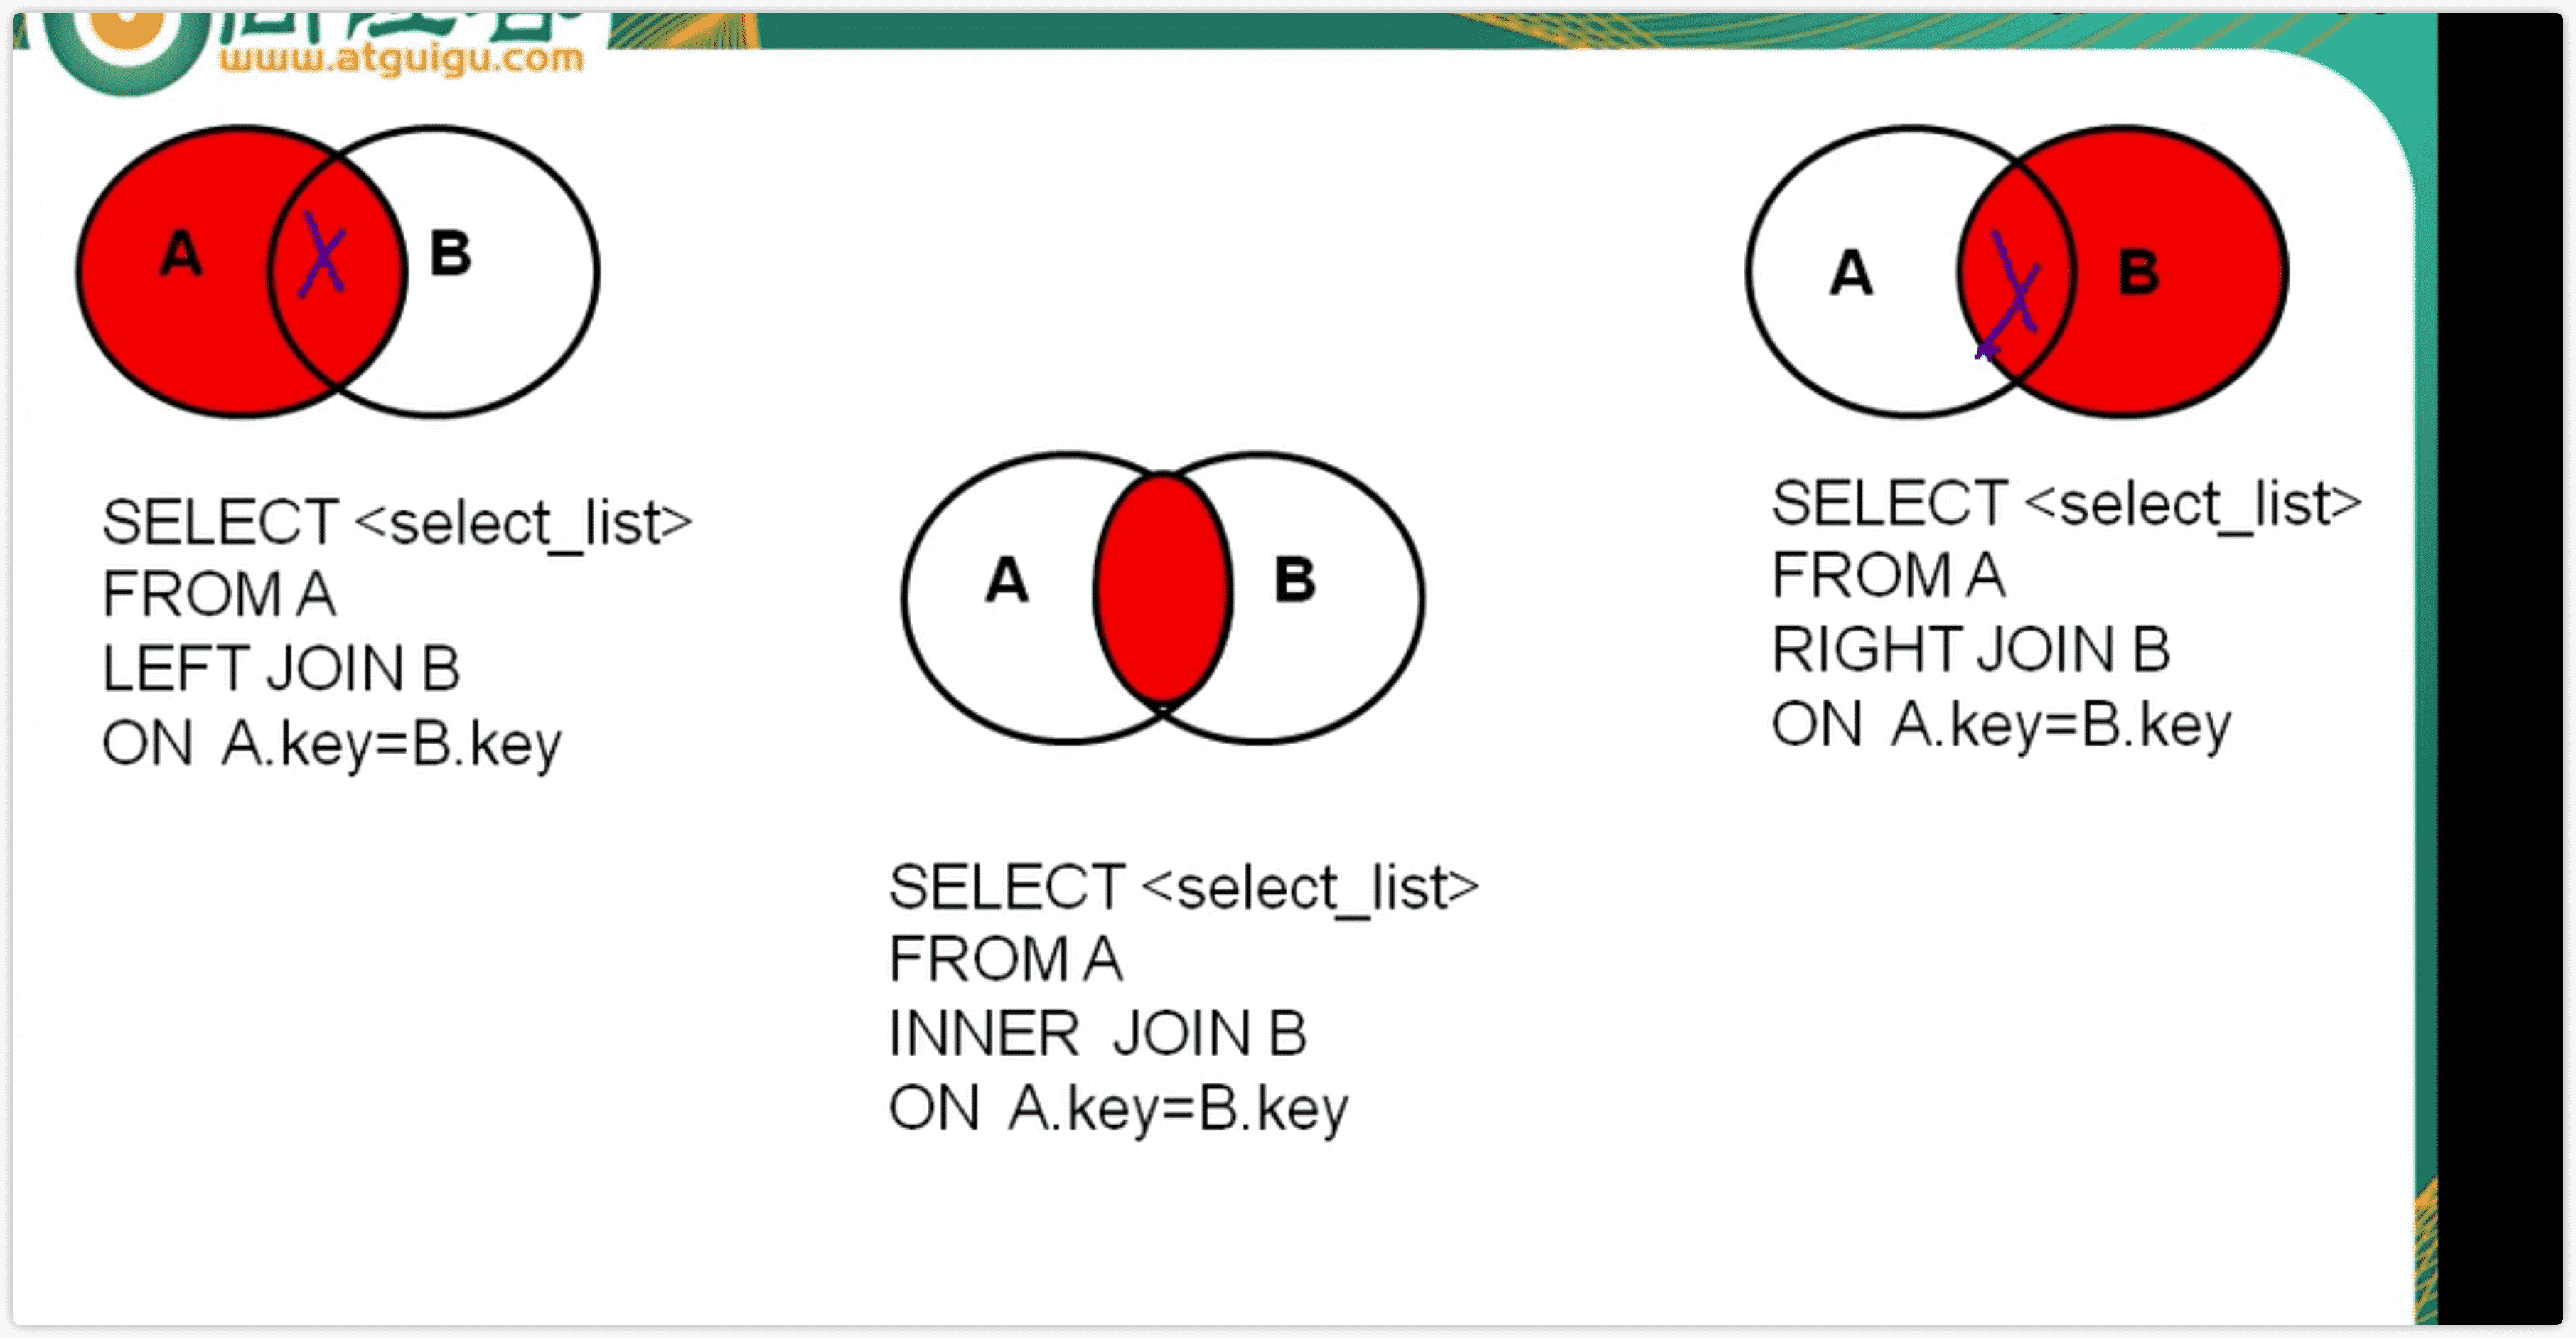 www.atguigu.com
A
B
SELECT <select_list>
FROM A
LEFT JOIN B
ON A.key=B.key
A
B
SELECT <select_list>
FROM A
INNER JOIN B
ON A.key=B.key
A
B
SELECT <select_list>
FROM A
RIGHT JOIN B
ON A.key=B.key